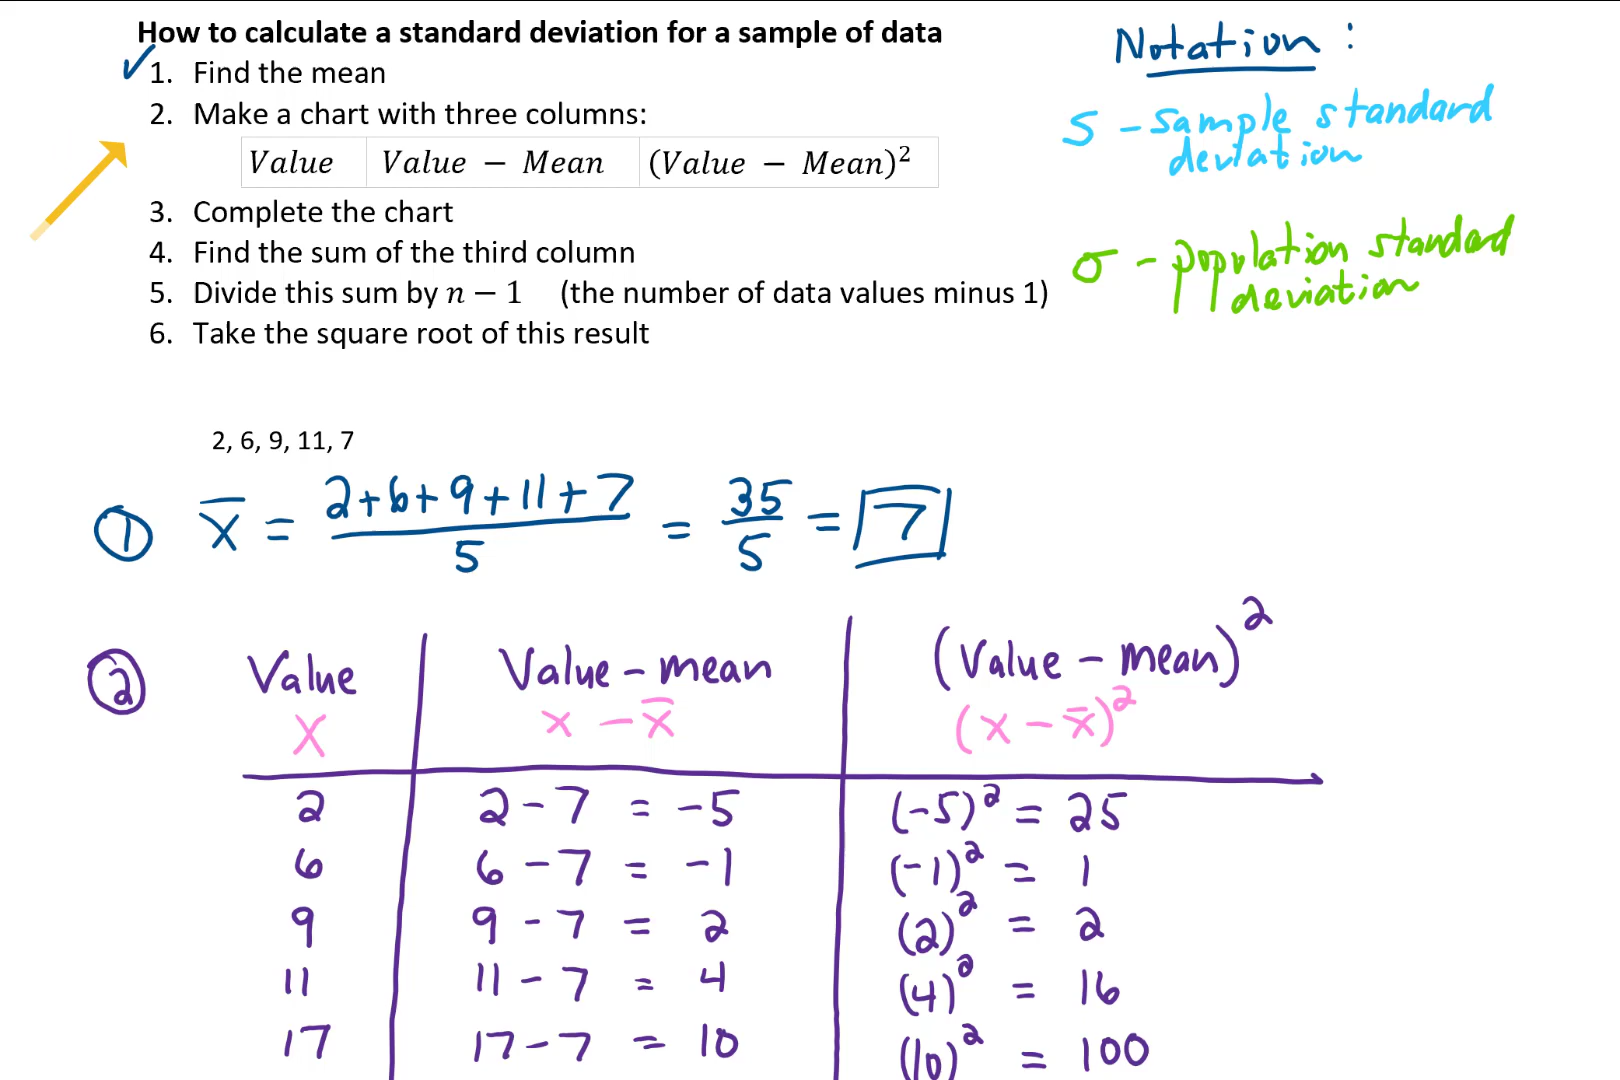 How to calculate a standard deviation for a sample of data
1. Find the mean
2. Make a chart with three columns:
Value Value − Mean (Value − Mean)²
3. Complete the chart
4. Find the sum of the third column
5. Divide this sum by n − 1 (the number of data values minus 1)
6. Take the square root of this result
Notation:
s - sample standard
deviation
σ - population standard
deviation
2, 6, 9, 11, 7
① x̄ = (2+6+9+11+7)/5 = 35/5 = 7
② Value Value - mean (Value - mean)²
x x - x̄ (x - x̄)²
2 2 - 7 = -5 (-5)² = 25
6 6 - 7 = -1 (-1)² = 1
9 9 - 7 = 2 (2)² = 2
11 11 - 7 = 4 (4)² = 16
17 17 - 7 = 10 (10)² = 100